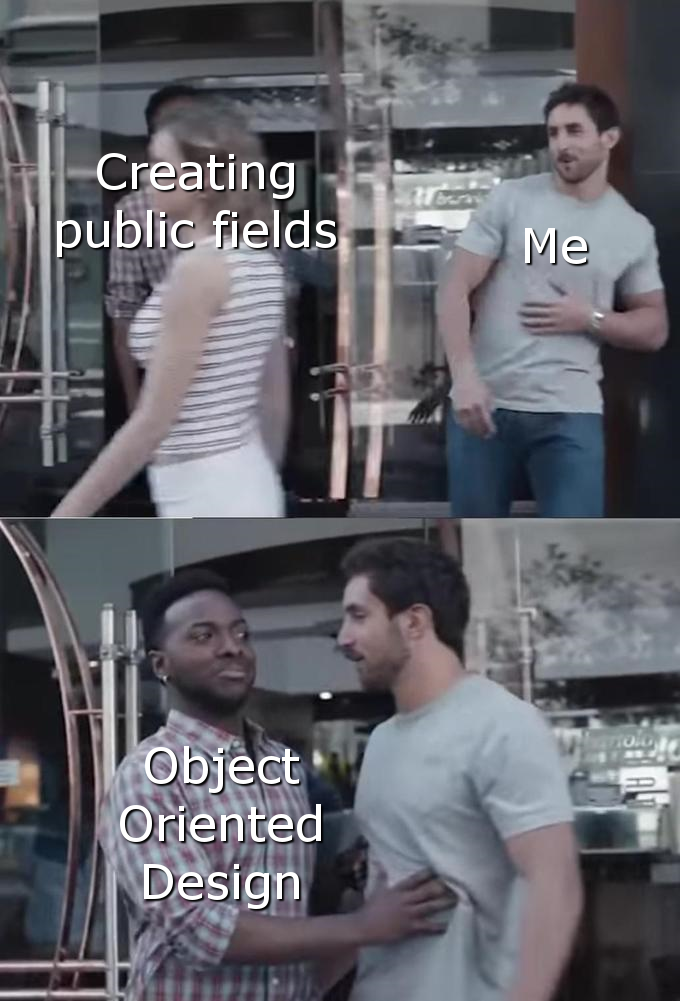 Creating
public fields
Me
Object
Oriented
Design